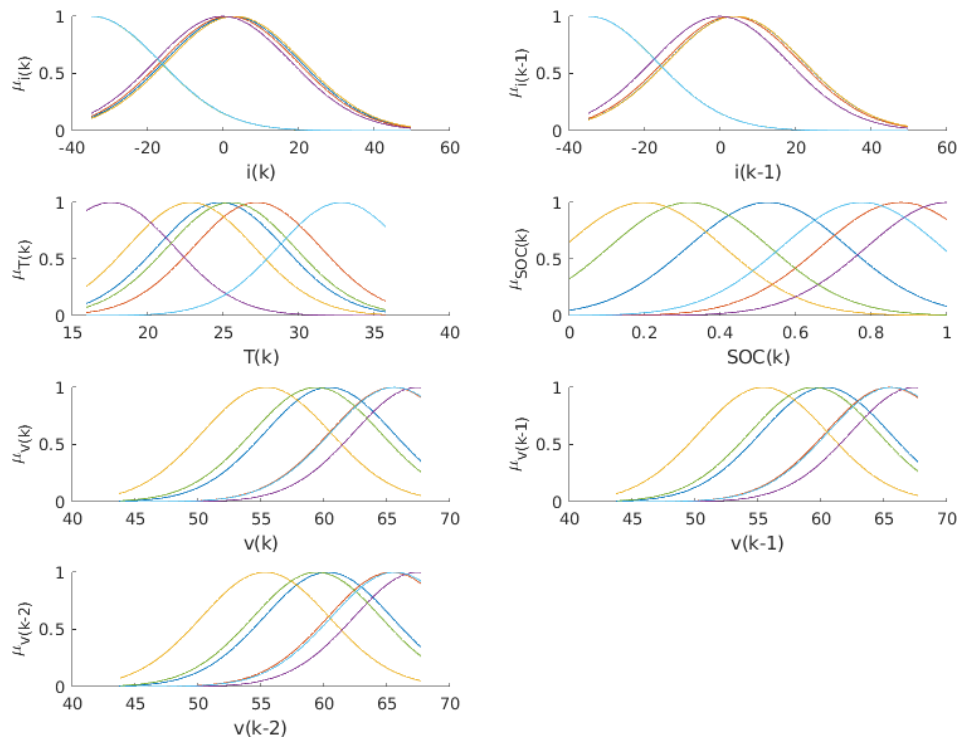 1
0.5
0
-40 -20 0 20 40 60
μi(k)
i(k)
1
0.5
0
-40 -20 0 20 40 60
μi(k-1)
i(k-1)
1
0.5
0
15 20 25 30 35 40
μT(k)
T(k)
1
0.5
0
0 0.2 0.4 0.6 0.8 1
μSOC(k)
SOC(k)
1
0.5
0
40 45 50 55 60 65 70
μv(k)
v(k)
1
0.5
0
40 45 50 55 60 65 70
μv(k-1)
v(k-1)
1
0.5
0
40 45 50 55 60 65 70
μv(k-2)
v(k-2)